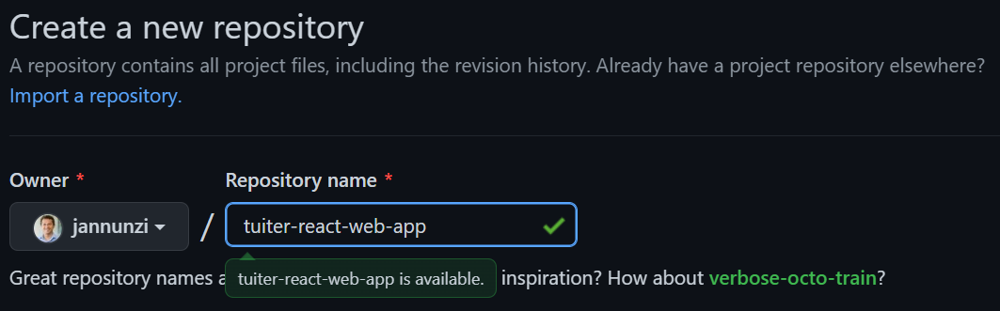 Create a new repository
A repository contains all project files, including the revision history. Already have a project repository elsewhere?
Import a repository.
Owner * Repository name *
jannunzi / tuiter-react-web-app
Great repository names a inspiration? How about verbose-octo-train?
tuiter-react-web-app is available.